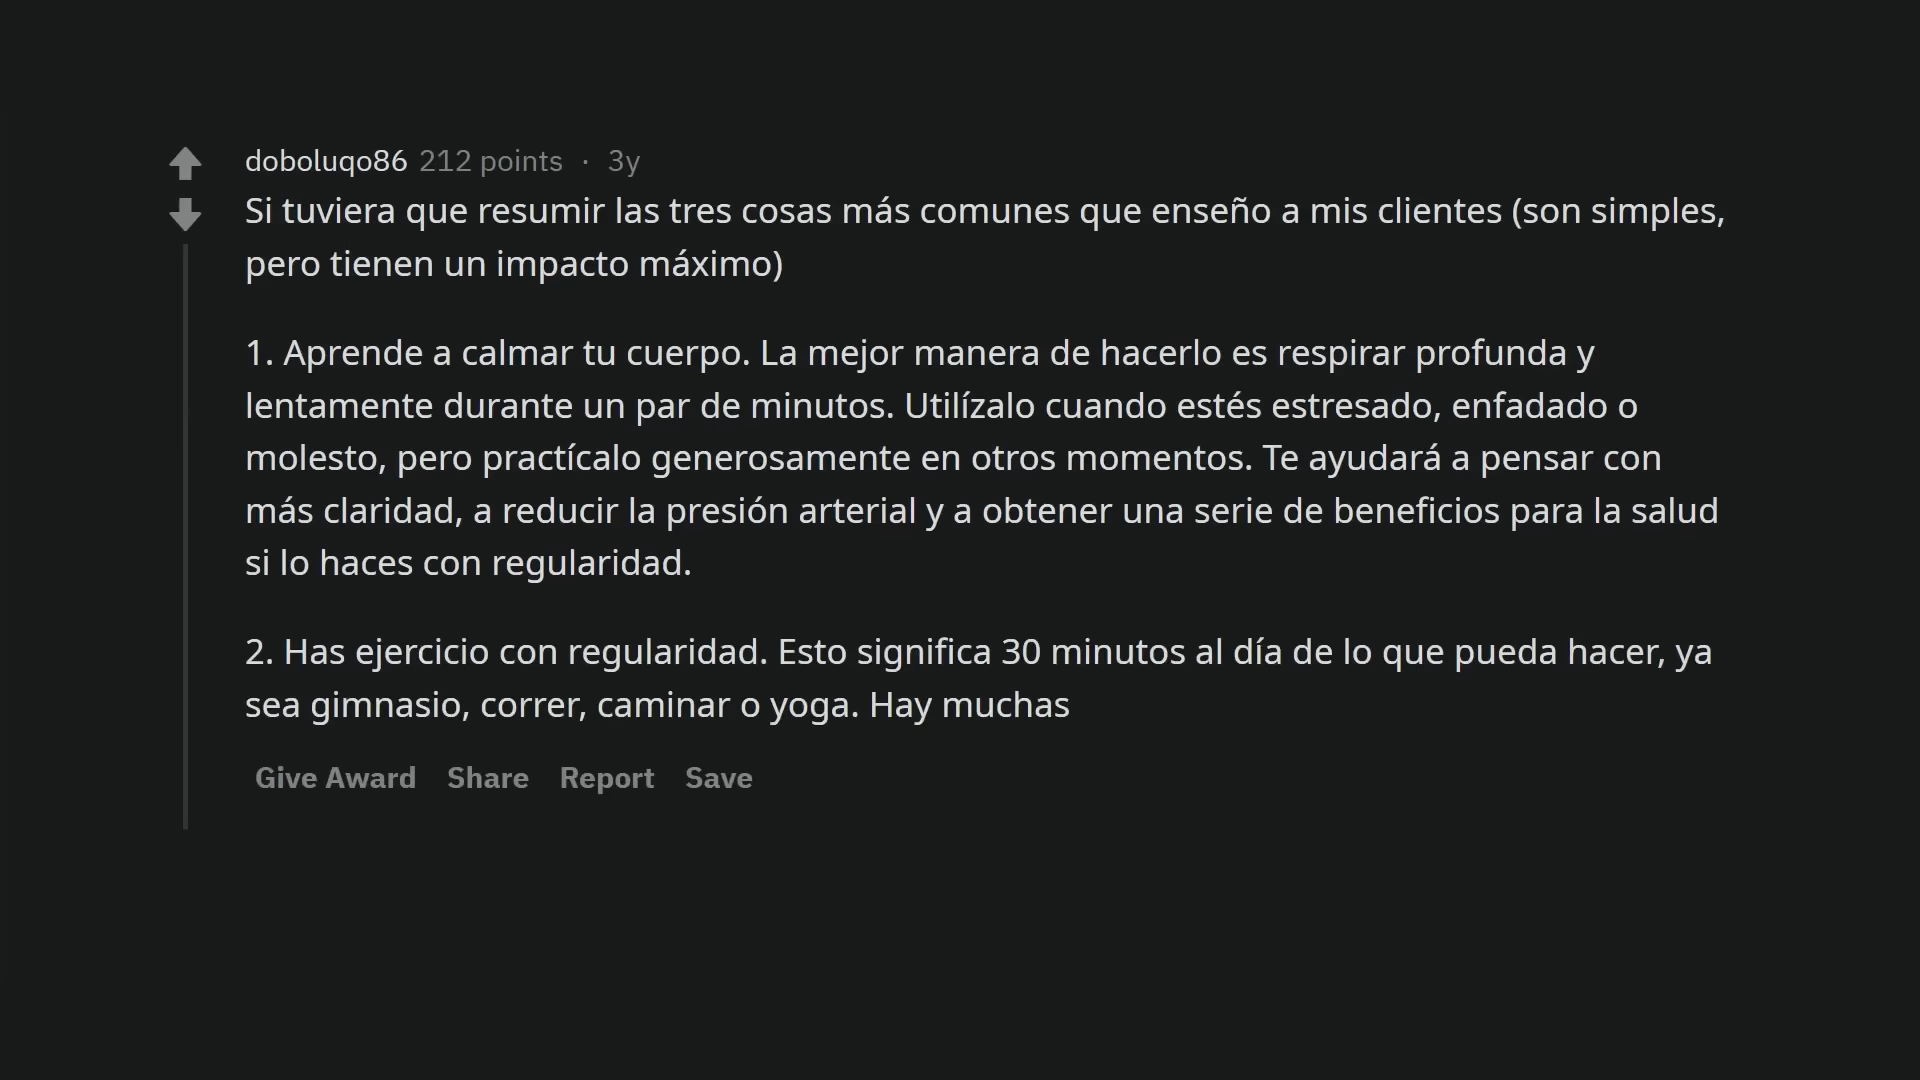 doboluqo86 212 points · 3y
Si tuviera que resumir las tres cosas más comunes que enseño a mis clientes (son simples,
pero tienen un impacto máximo)
1. Aprende a calmar tu cuerpo. La mejor manera de hacerlo es respirar profunda y
lentamente durante un par de minutos. Utilízalo cuando estés estresado, enfadado o
molesto, pero practícalo generosamente en otros momentos. Te ayudará a pensar con
más claridad, a reducir la presión arterial y a obtener una serie de beneficios para la salud
si lo haces con regularidad.
2. Has ejercicio con regularidad. Esto significa 30 minutos al día de lo que pueda hacer, ya
sea gimnasio, correr, caminar o yoga. Hay muchas
Give Award Share Report Save